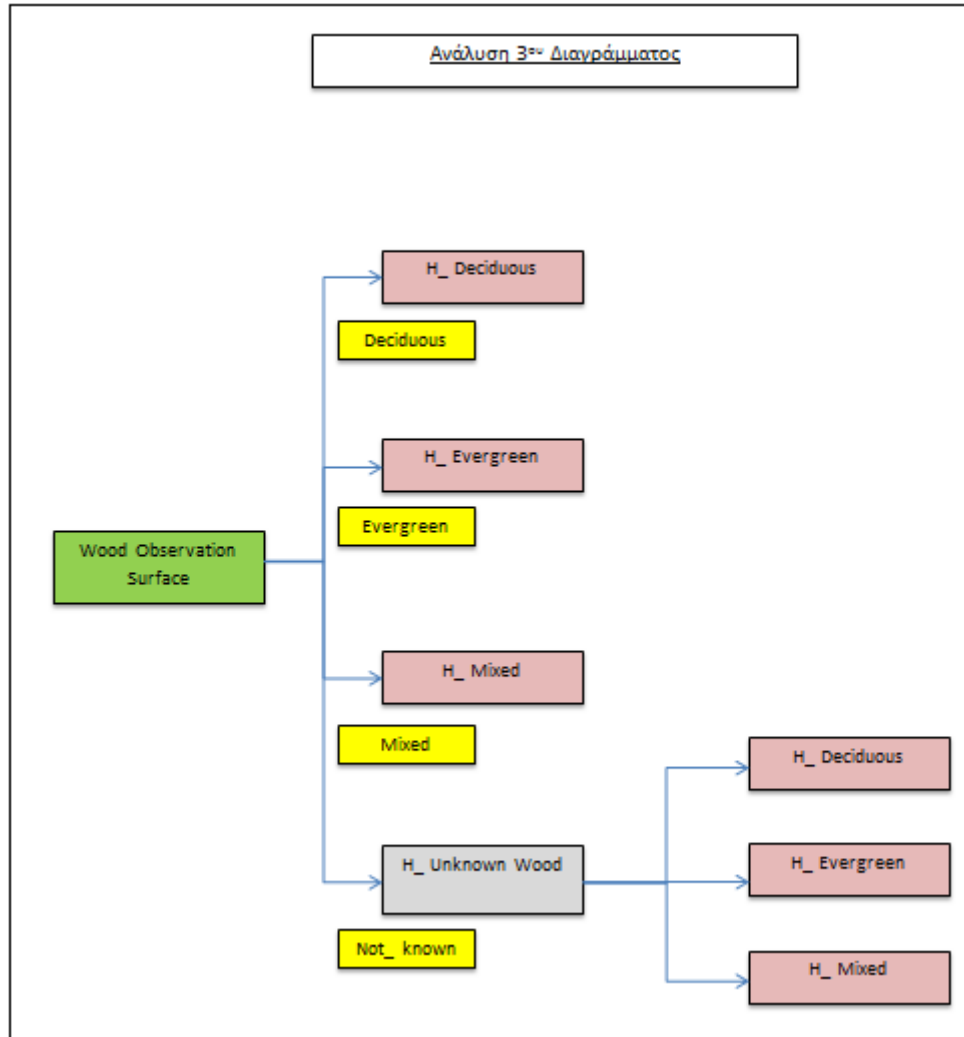 Ανάλυση 3ου Διαγράμματος
H_ Deciduous
Deciduous
H_ Evergreen
Evergreen
Wood Observation
Surface
H_ Mixed
Mixed
H_ Deciduous
H_ Unknown Wood
H_ Evergreen
Not_ known
H_ Mixed